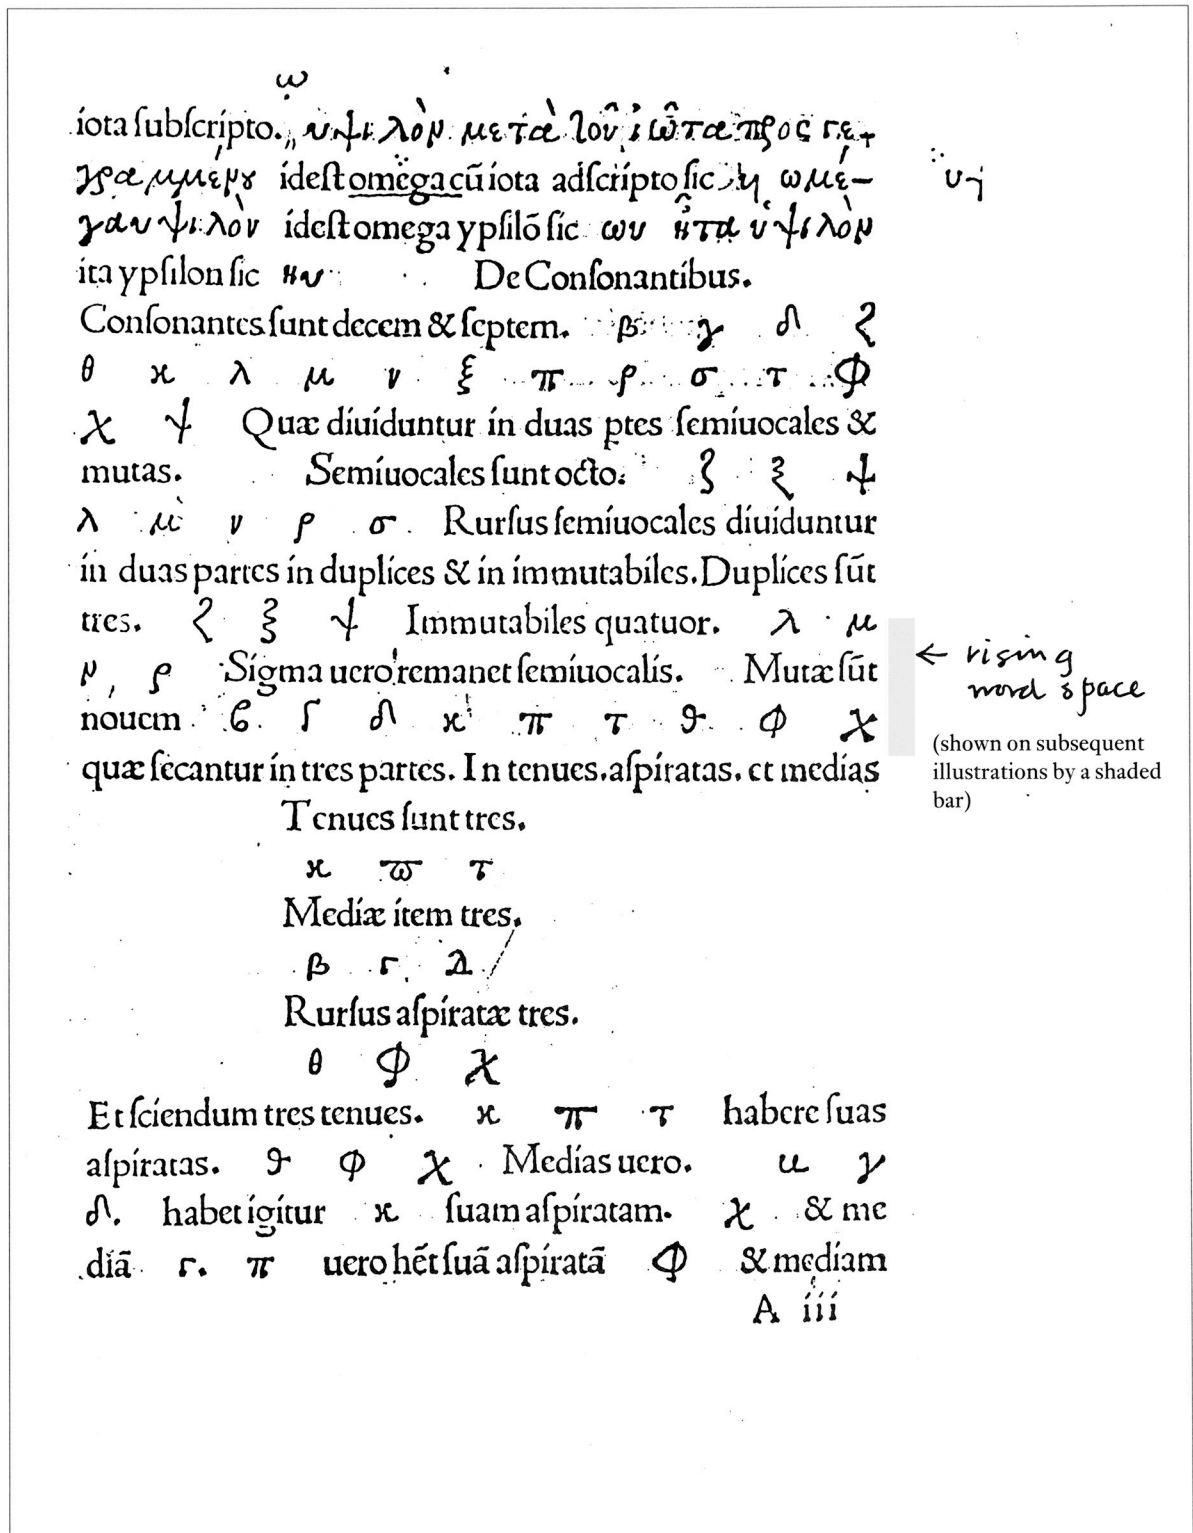 ω
iota ſubſcripto. ὐψιλὸν μετὰ τοῦ ἰῶτα προς γε-
γραμμένου ideſt omega cū iota adſcripto ſic ῃ ωμέ-
υι
γαυψιλὸν ideſt omega ypſilō ſic ωυ ἦτα ὐψιλὸν
ita ypſilon ſic ηυ De Conſonantibus.
Conſonantes ſunt decem & ſeptem. β γ δ ζ
θ κ λ μ ν ξ π ρ σ τ φ
χ ψ Quæ diuiduntur in duas ptes ſemiuocales &
mutas. Semiuocales ſunt octo. ζ ξ ψ
λ μ ν ρ σ. Rurſus ſemiuocales diuiduntur
in duas partes in duplices & in immutabiles. Duplices ſūt
tres. ζ ξ ψ Immutabiles quatuor. λ μ
ν, ρ Sigma uero remanet ſemiuocalis. Mutæ ſūt
← rising
word space
nouem ϐ. Γ δ κ π τ ϑ φ χ
(shown on subsequent
illustrations by a shaded
bar)
quæ ſecantur in tres partes. In tenues. aſpiratas. et medias
Tenues ſunt tres.
κ ϖ τ
Mediæ item tres.
β Γ δ
Rurſus aſpiratæ tres.
θ φ χ
Et ſciendum tres tenues. κ π τ habere ſuas
aſpiratas. ϑ φ χ Medias uero. u γ
δ. habet igitur κ ſuam aſpiratam. χ & me
diā Γ. π uero hēt ſuā aſpiratā φ & mediam
A iii